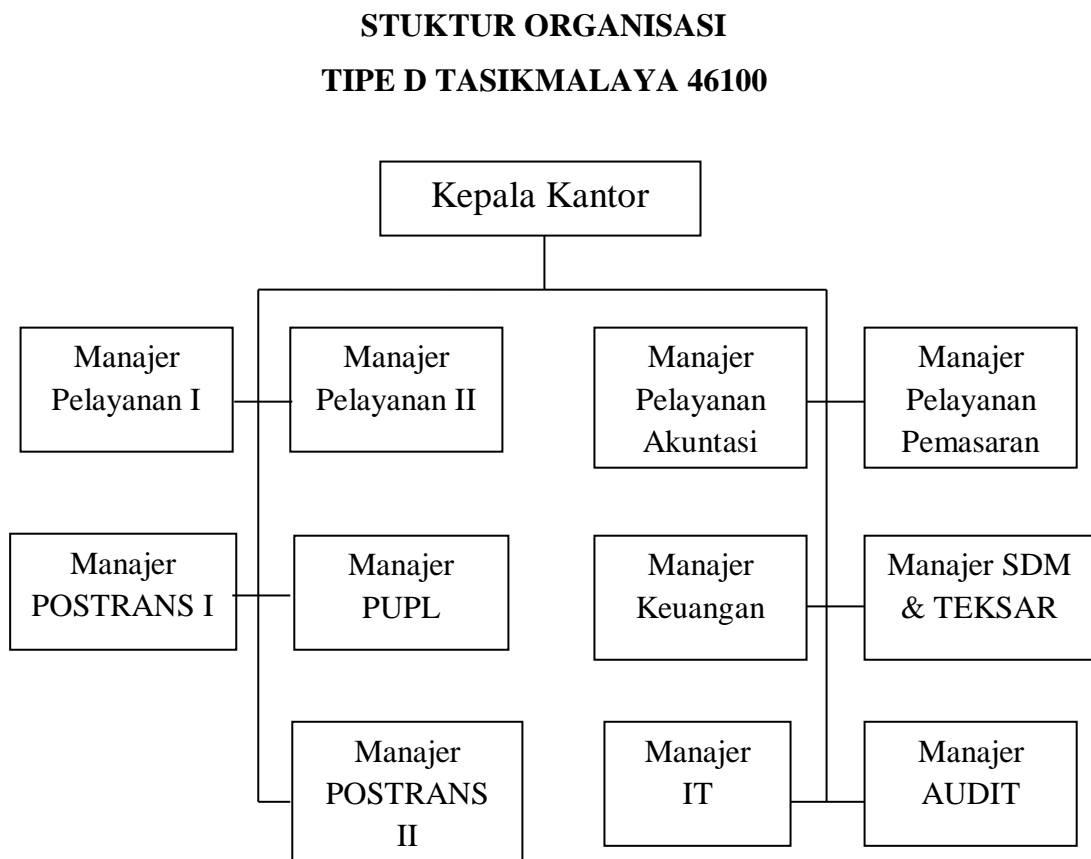 STUKTUR ORGANISASI
TIPE D TASIKMALAYA 46100
Kepala Kantor
Manajer
Pelayanan I
Manajer
Pelayanan II
Manajer
Pelayanan
Akuntasi
Manajer
Pelayanan
Pemasaran
Manajer
POSTRANS I
Manajer
PUPL
Manajer
Keuangan
Manajer SDM
& TEKSAR
Manajer
POSTRANS
II
Manajer
IT
Manajer
AUDIT